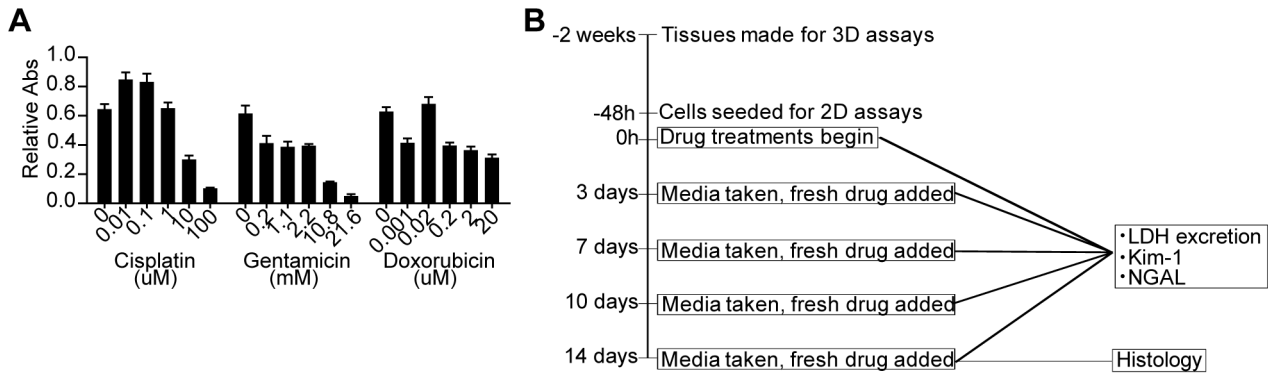 A
Relative Abs
1.0
0.8
0.6
0.4
0.2
0.0
0 0.01 0.1 1 10 100
0 0.2 1.1 2.2 10.8 21.6
0 0.001 0.02 0.2 2 20
Cisplatin
(uM)
Gentamicin
(mM)
Doxorubicin
(uM)
B
-2 weeks Tissues made for 3D assays
-48h Cells seeded for 2D assays
0h Drug treatments begin
3 days Media taken, fresh drug added
7 days Media taken, fresh drug added
10 days Media taken, fresh drug added
14 days Media taken, fresh drug added
•LDH excretion
•Kim-1
•NGAL
Histology